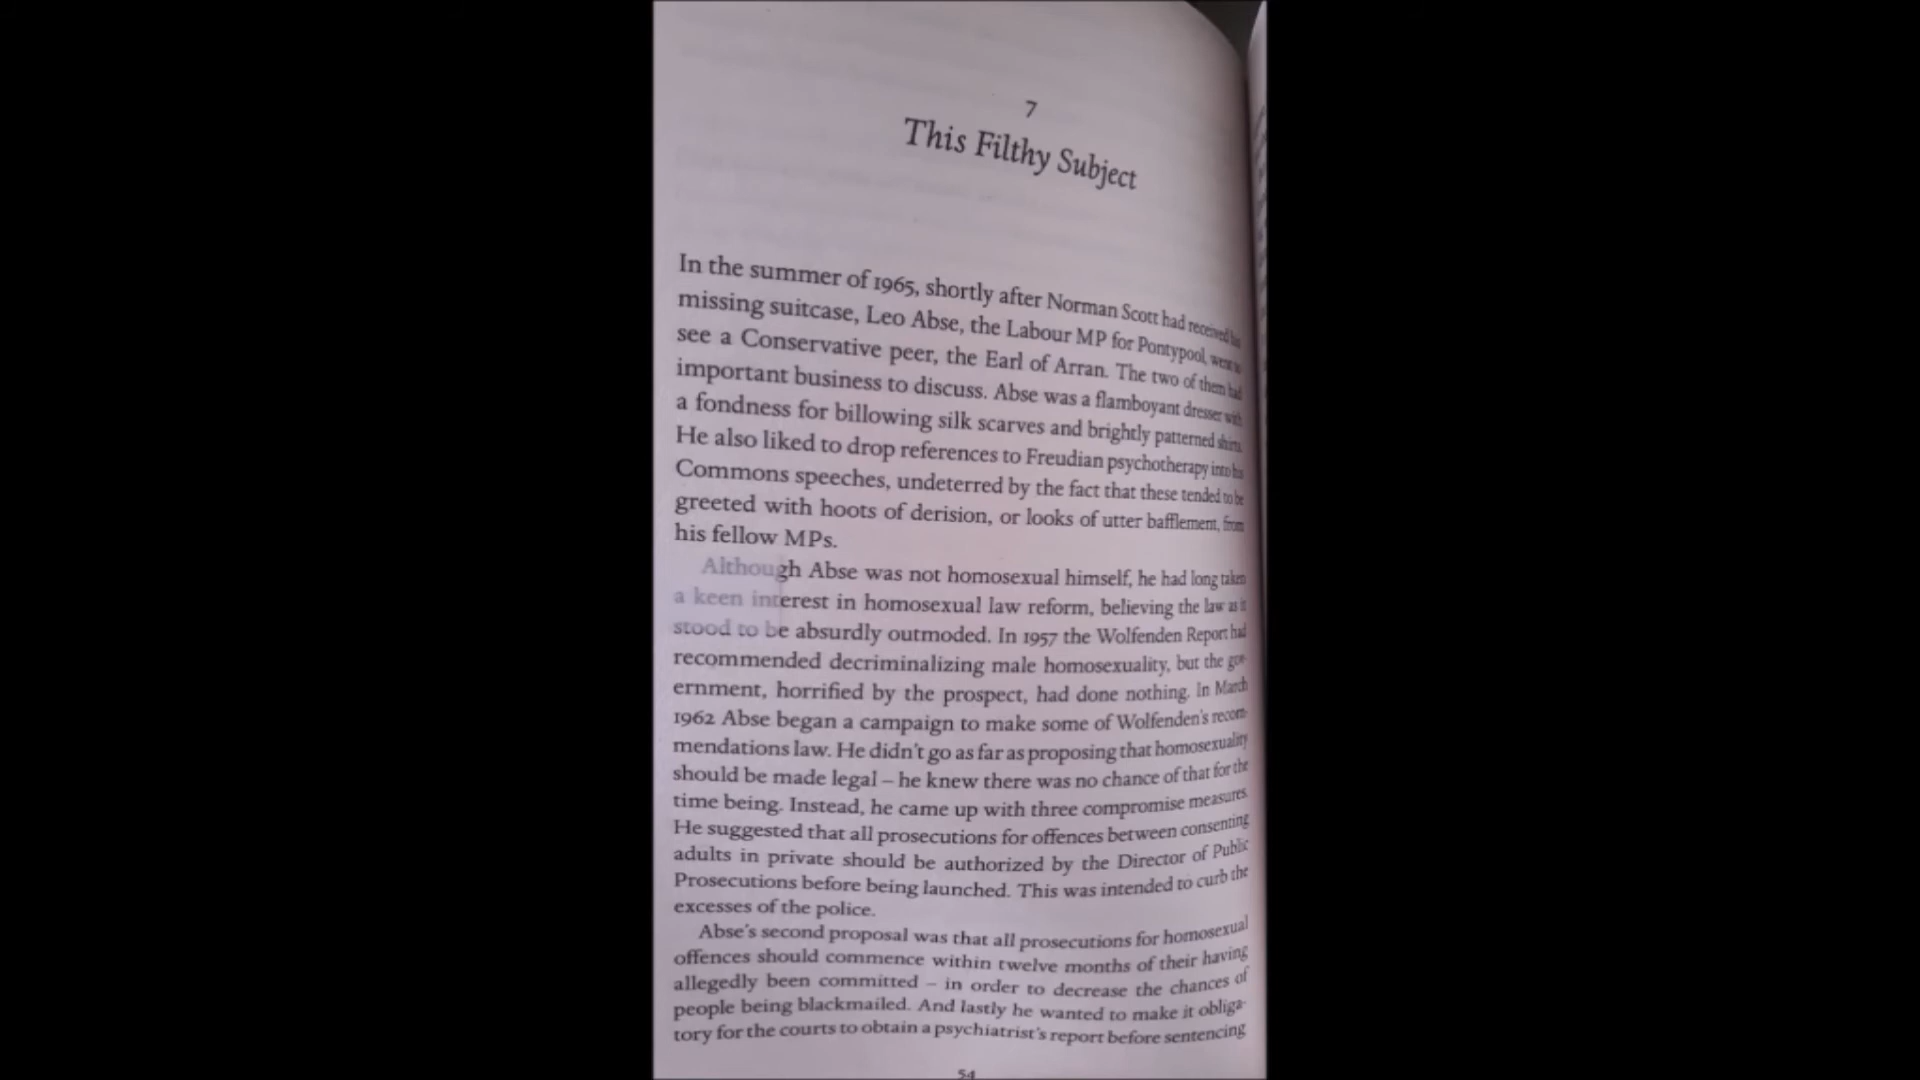 7
This Filthy Subject
In the summer of 1965, shortly after Norman Scott had received his
missing suitcase, Leo Abse, the Labour MP for Pontypool, went to
see a Conservative peer, the Earl of Arran. The two of them had
important business to discuss. Abse was a flamboyant dresser with
a fondness for billowing silk scarves and brightly patterned shirts.
He also liked to drop references to Freudian psychotherapy into his
Commons speeches, undeterred by the fact that these tended to be
greeted with hoots of derision, or looks of utter bafflement, from
his fellow MPs.
Although Abse was not homosexual himself, he had long taken
a keen interest in homosexual law reform, believing the law as it
stood to be absurdly outmoded. In 1957 the Wolfenden Report had
recommended decriminalizing male homosexuality, but the gov-
ernment, horrified by the prospect, had done nothing. In March
1962 Abse began a campaign to make some of Wolfenden's recom-
mendations law. He didn't go as far as proposing that homosexuality
should be made legal – he knew there was no chance of that for the
time being. Instead, he came up with three compromise measures.
He suggested that all prosecutions for offences between consenting
adults in private should be authorized by the Director of Public
Prosecutions before being launched. This was intended to curb the
excesses of the police.
Abse's second proposal was that all prosecutions for homosexual
offences should commence within twelve months of their having
allegedly been committed – in order to decrease the chances of
people being blackmailed. And lastly he wanted to make it obliga-
tory for the courts to obtain a psychiatrist's report before sentencing
54